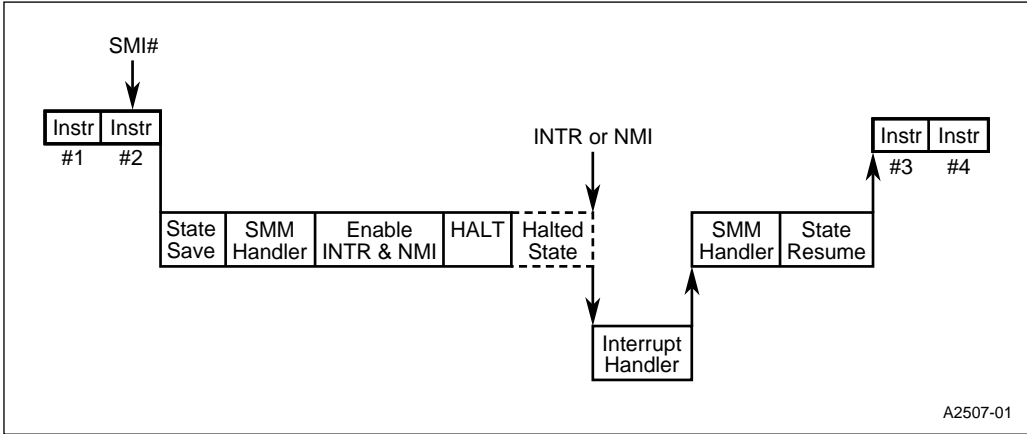 SMI#
Instr Instr
#1 #2
INTR or NMI
Instr Instr
#3 #4
State
Save
SMM
Handler
Enable
INTR & NMI
HALT
Halted
State
SMM
Handler
State
Resume
Interrupt
Handler
A2507-01